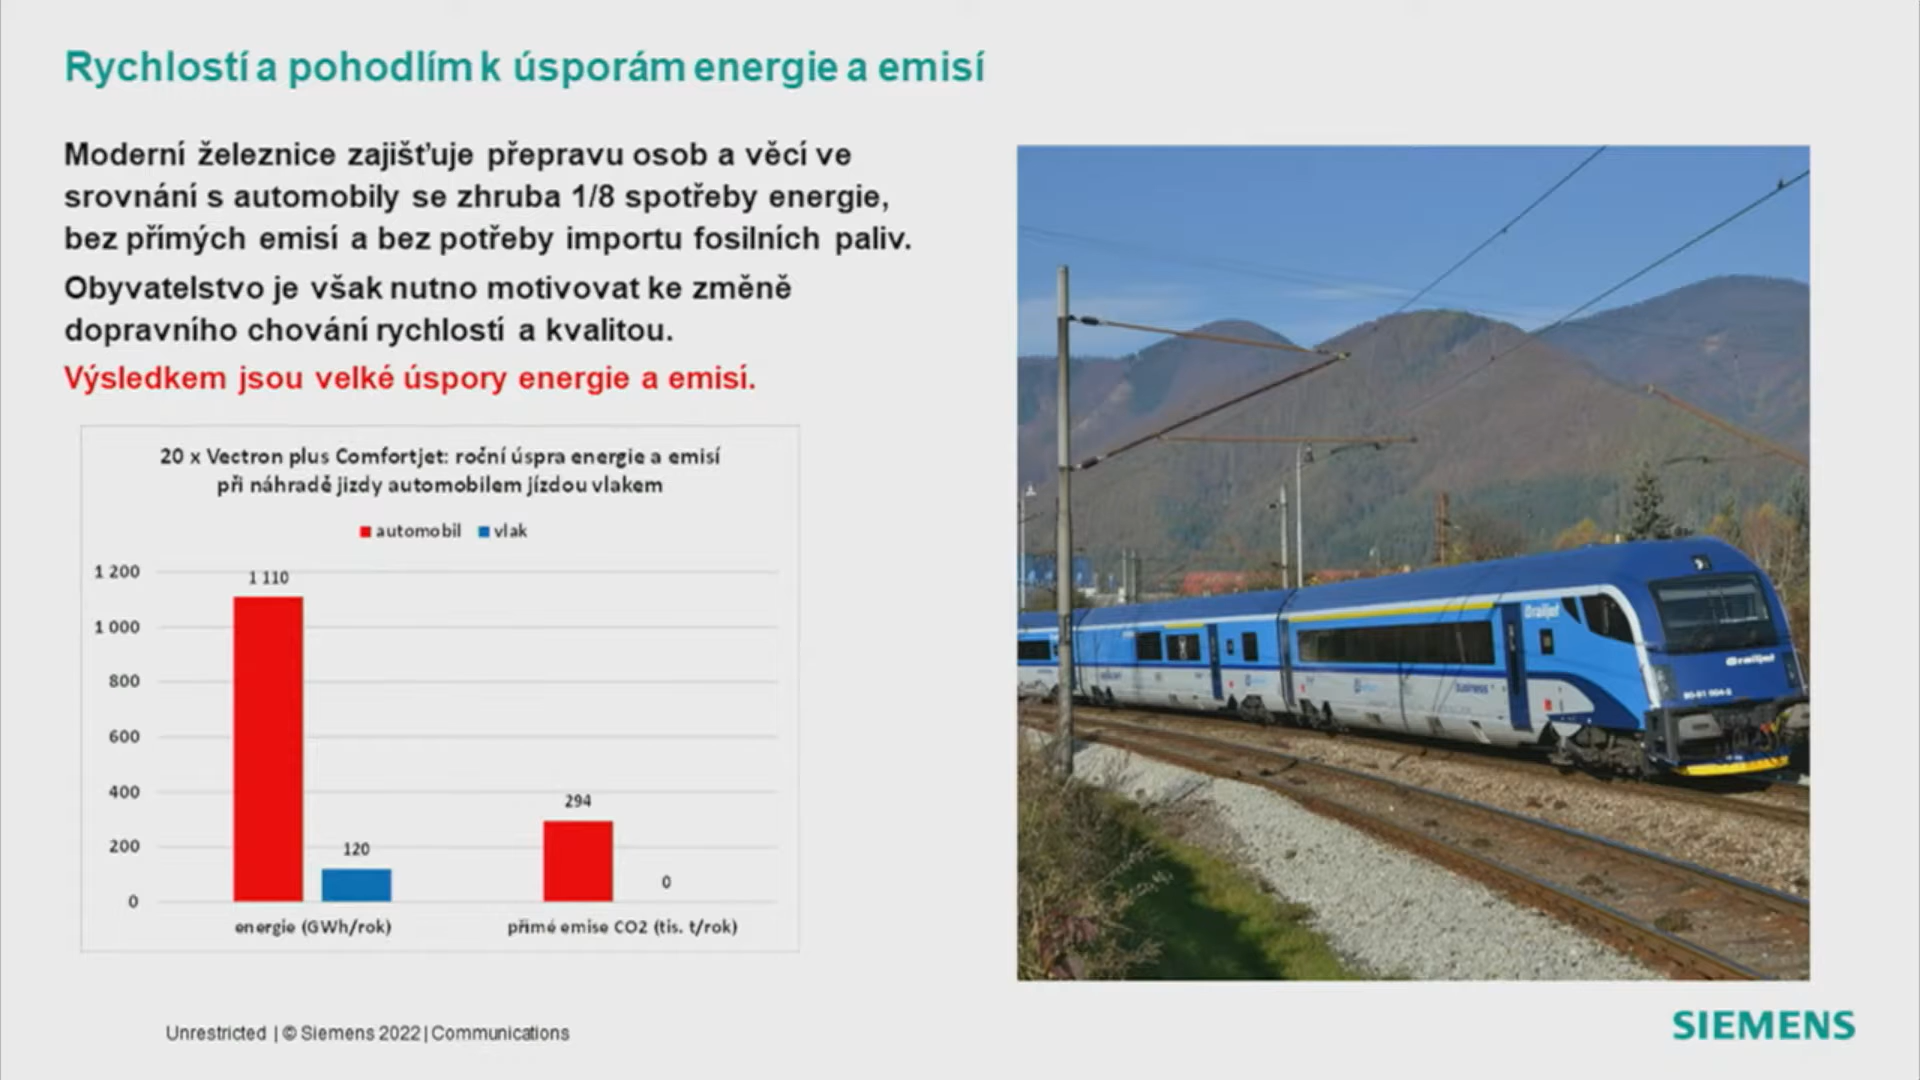 Rychlostí a pohodlím k úsporám energie a emisí
Moderní železnice zajišťuje přepravu osob a věcí ve
srovnání s automobily se zhruba 1/8 spotřeby energie,
bez přímých emisí a bez potřeby importu fosilních paliv.
Obyvatelstvo je však nutno motivovat ke změně
dopravního chování rychlostí a kvalitou.
Výsledkem jsou velké úspory energie a emisí.
20 x Vectron plus Comfortjet: roční úspra energie a emisí
při náhradě jizdy automobilem jízdou vlakem
automobil vlak
1 200
1 000
800
600
400
200
0
1 110
120
294
0
energie (GWh/rok)
přímé emise CO2 (tis. t/rok)
railjet
business
railjet
Unrestricted | © Siemens 2022 | Communications
SIEMENS